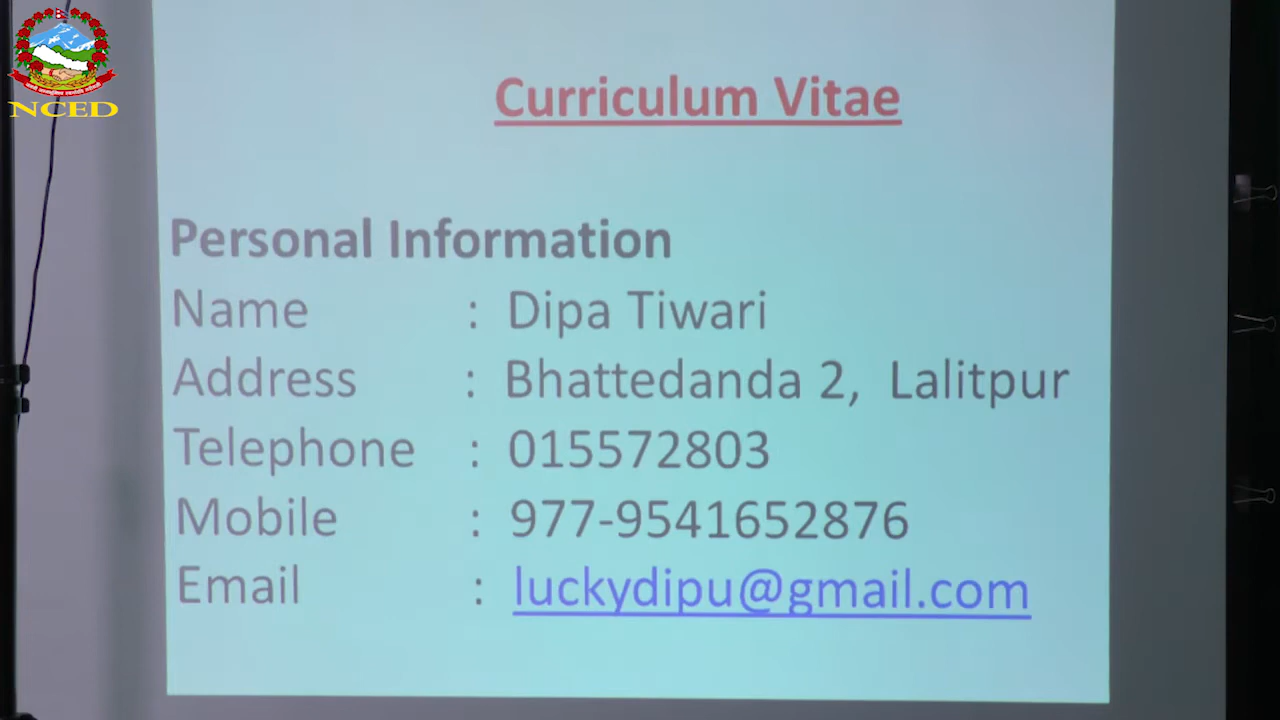 NCED
Curriculum Vitae
Personal Information
Name : Dipa Tiwari
Address : Bhattedanda 2, Lalitpur
Telephone : 015572803
Mobile : 977-9541652876
Email : luckydipu@gmail.com